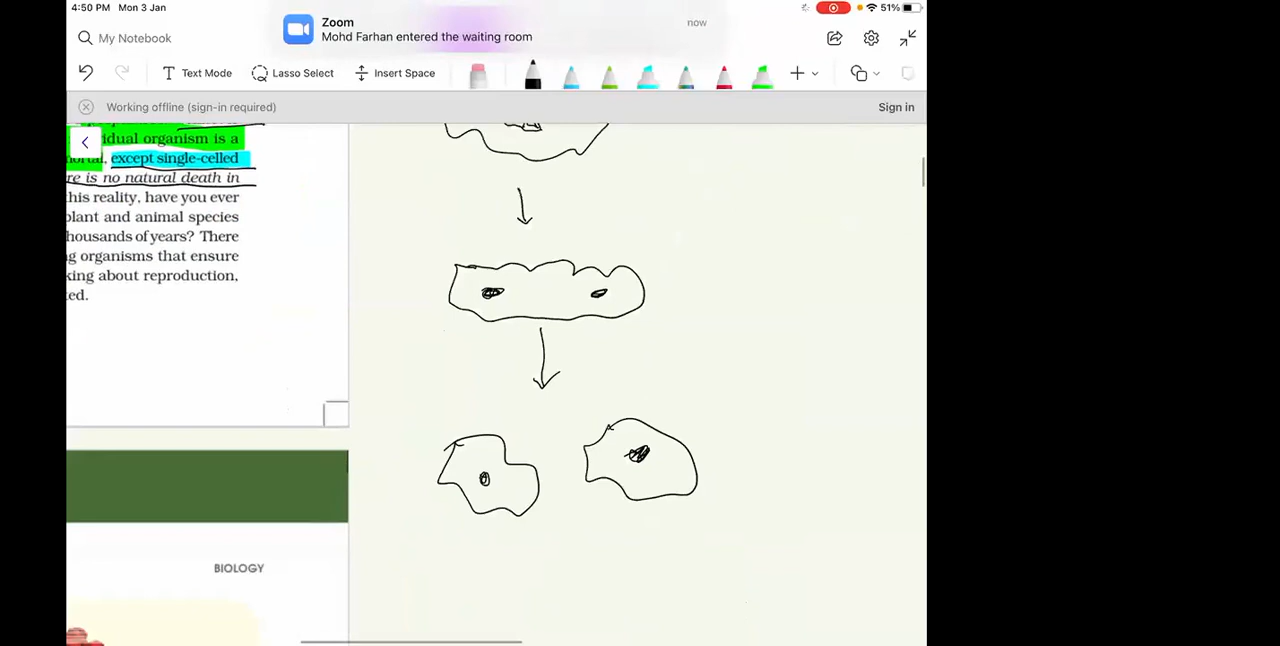 4:50 PM Mon 3 Jan
51%
Zoom
now
Mohd Farhan entered the waiting room
My Notebook
Text Mode
Lasso Select
Insert Space
Working offline (sign-in required)
Sign in
idual organism is a
, except single-celled
re is no natural death in
his reality, have you ever
plant and animal species
housands of years? There
g organisms that ensure
king about reproduction,
ted.
BIOLOGY